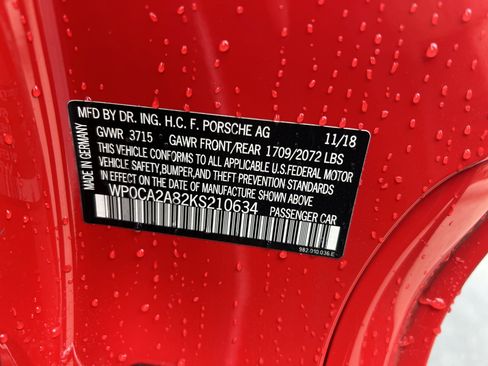 MFD BY DR. ING. H.C. F. PORSCHE AG 11/18
GVWR 3715 GAWR FRONT/REAR 1709/2072 LBS
THIS VEHICLE CONFORMS TO ALL APPLICABLE U.S.FEDERAL MOTOR
VEHICLE SAFETY,BUMPER,AND THEFT PREVENTION STANDARDS
IN EFFECT ON THE DATE OF MANUFACTURE SHOWN ABOVE
WP0CA2A82KS210634 PASSENGER CAR
MADE IN GERMANY
982.010.036.E